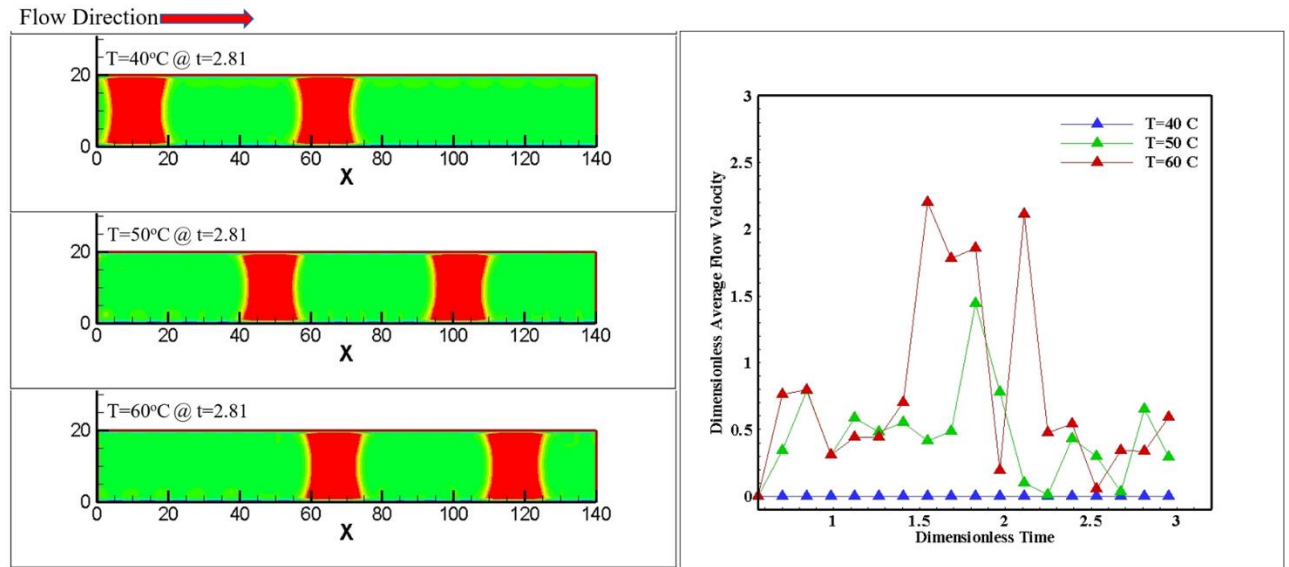 Flow Direction
T=40°C @ t=2.81
20
0
0 20 40 60 80 100 120 140
X
T=50°C @ t=2.81
20
0
0 20 40 60 80 100 120 140
X
T=60°C @ t=2.81
20
0
0 20 40 60 80 100 120 140
X
Dimensionless Average Flow Velocity
3
2.5
2
1.5
1
0.5
0
T=40 C
T=50 C
T=60 C
1 1.5 2 2.5 3
Dimensionless Time